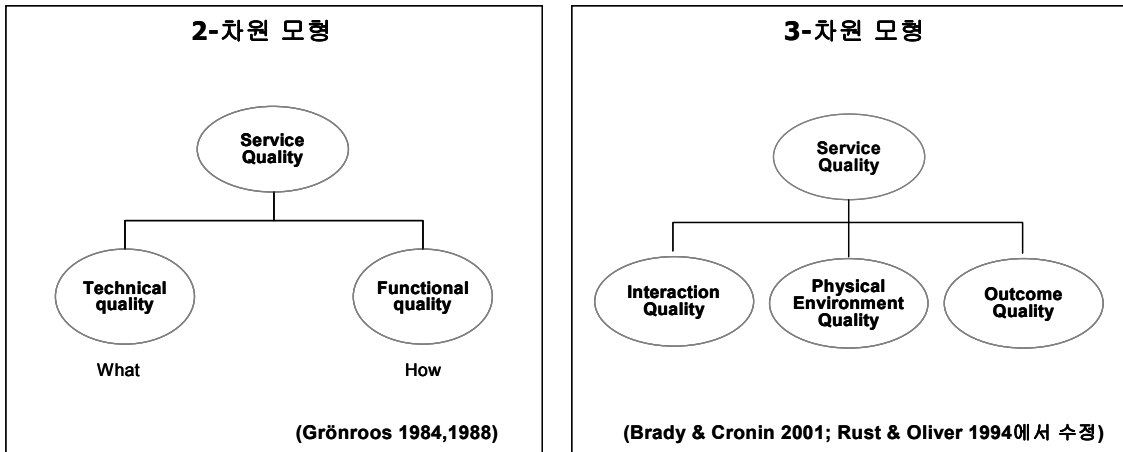 2-차원 모형
Service
Quality
Technical
quality
Functional
quality
What
How
(Grönroos 1984,1988)
3-차원 모형
Service
Quality
Interaction
Quality
Physical
Environment
Quality
Outcome
Quality
(Brady & Cronin 2001; Rust & Oliver 1994에서 수정)